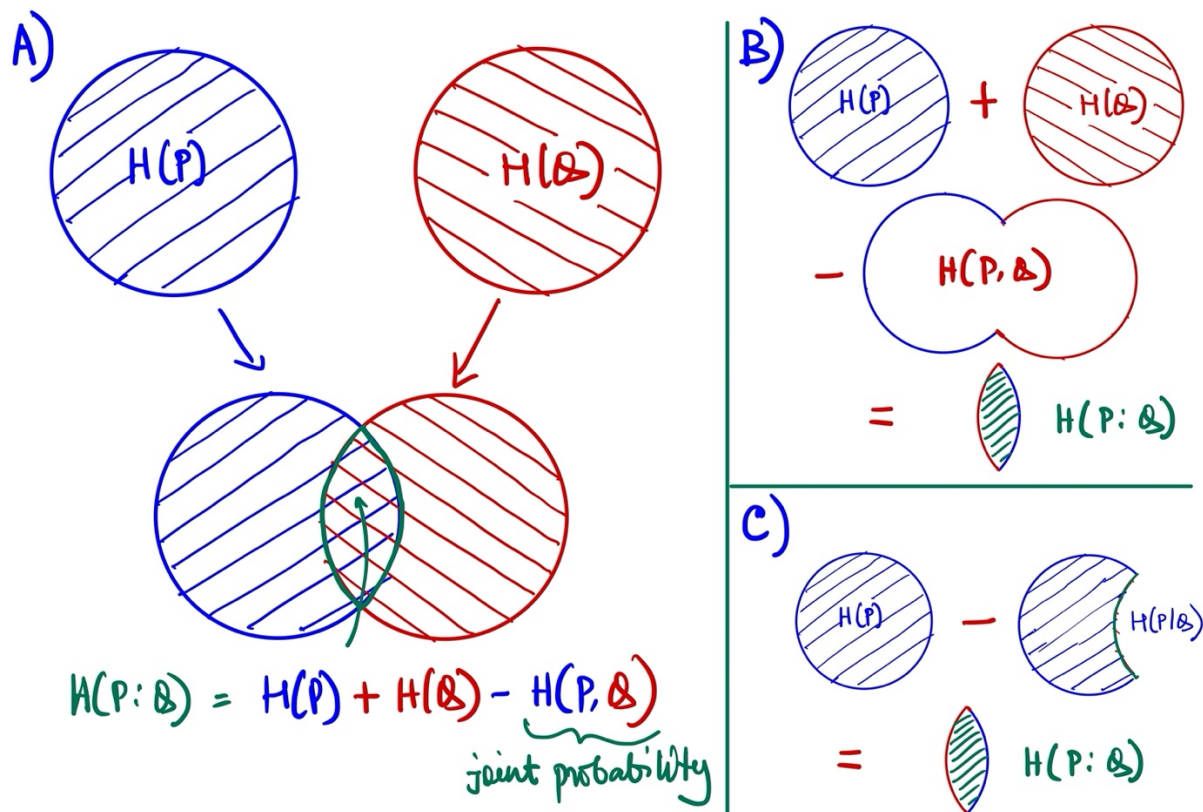 A)
H(P)
H(Q)
H(P:Q) = H(P) + H(Q) - H(P,Q)
joint probability
B)
H(P) + H(Q)
- H(P,Q)
= H(P:Q)
C)
H(P) - H(P|Q)
= H(P:Q)